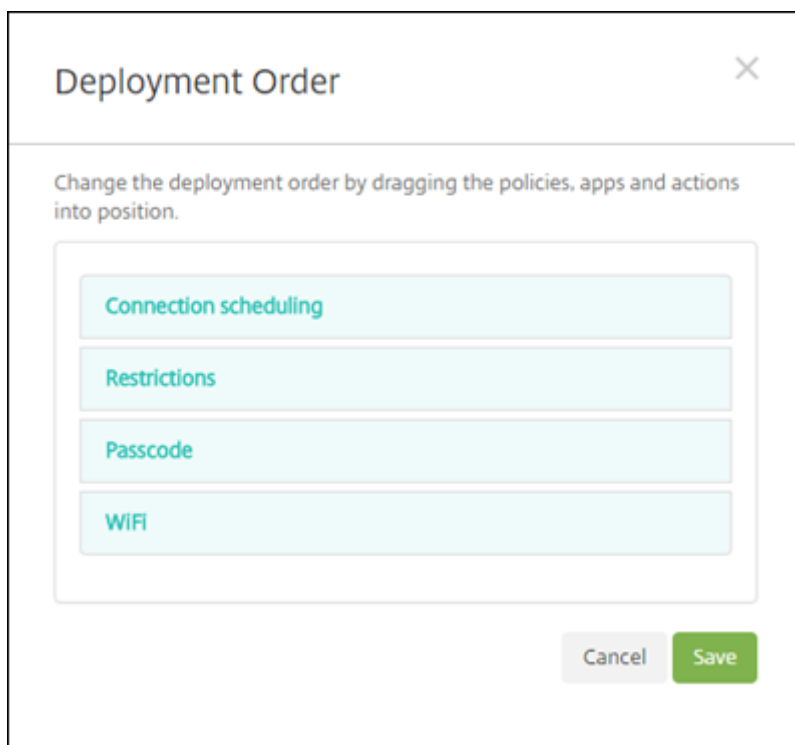 Deployment Order
Change the deployment order by dragging the policies, apps and actions
into position.
Connection scheduling
Restrictions
Passcode
WiFi
Cancel
Save